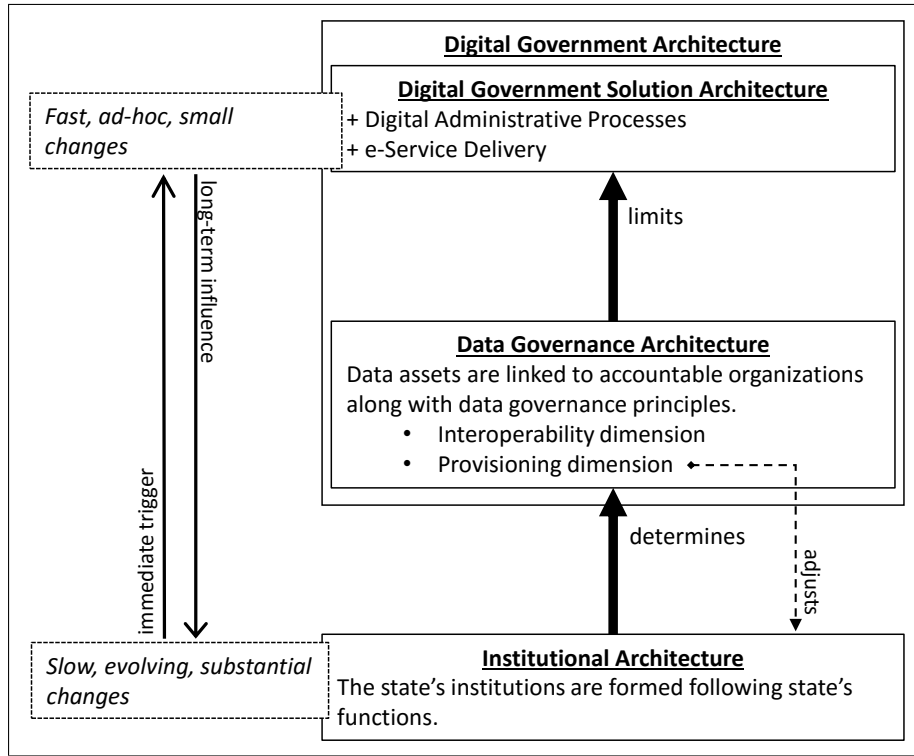 Digital Government Architecture
Digital Government Solution Architecture
+ Digital Administrative Processes
+ e-Service Delivery
Fast, ad-hoc, small
changes
limits
long-term influence
immediate trigger
Data Governance Architecture
Data assets are linked to accountable organizations
along with data governance principles.
• Interoperability dimension
• Provisioning dimension
determines
adjusts
Slow, evolving, substantial
changes
Institutional Architecture
The state’s institutions are formed following state’s
functions.